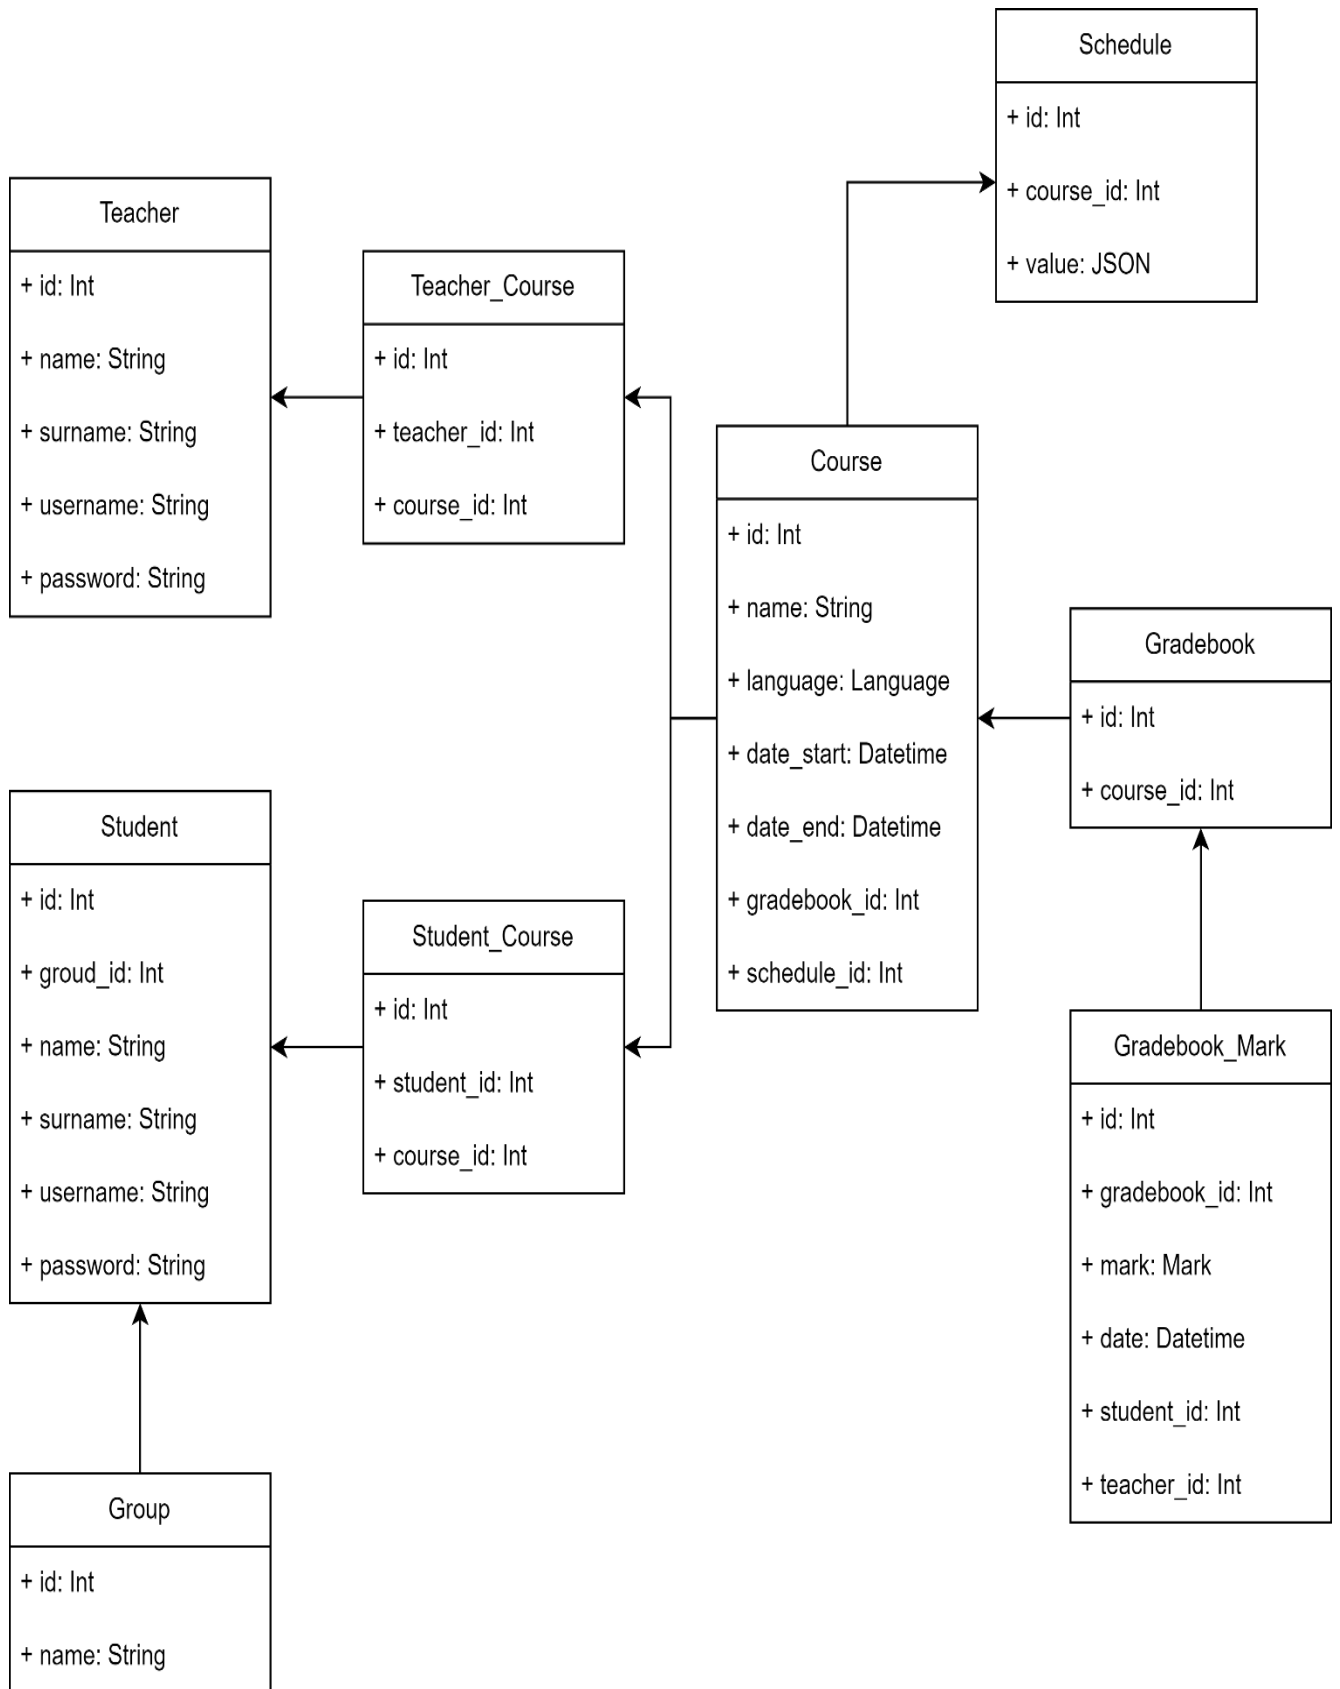 Schedule
+ id: Int
+ course_id: Int
+ value: JSON
Teacher
+ id: Int
+ name: String
+ surname: String
+ username: String
+ password: String
Teacher_Course
+ id: Int
+ teacher_id: Int
+ course_id: Int
Course
+ id: Int
+ name: String
+ language: Language
+ date_start: Datetime
+ date_end: Datetime
+ gradebook_id: Int
+ schedule_id: Int
Gradebook
+ id: Int
+ course_id: Int
Student
+ id: Int
+ groud_id: Int
+ name: String
+ surname: String
+ username: String
+ password: String
Student_Course
+ id: Int
+ student_id: Int
+ course_id: Int
Gradebook_Mark
+ id: Int
+ gradebook_id: Int
+ mark: Mark
+ date: Datetime
+ student_id: Int
+ teacher_id: Int
Group
+ id: Int
+ name: String